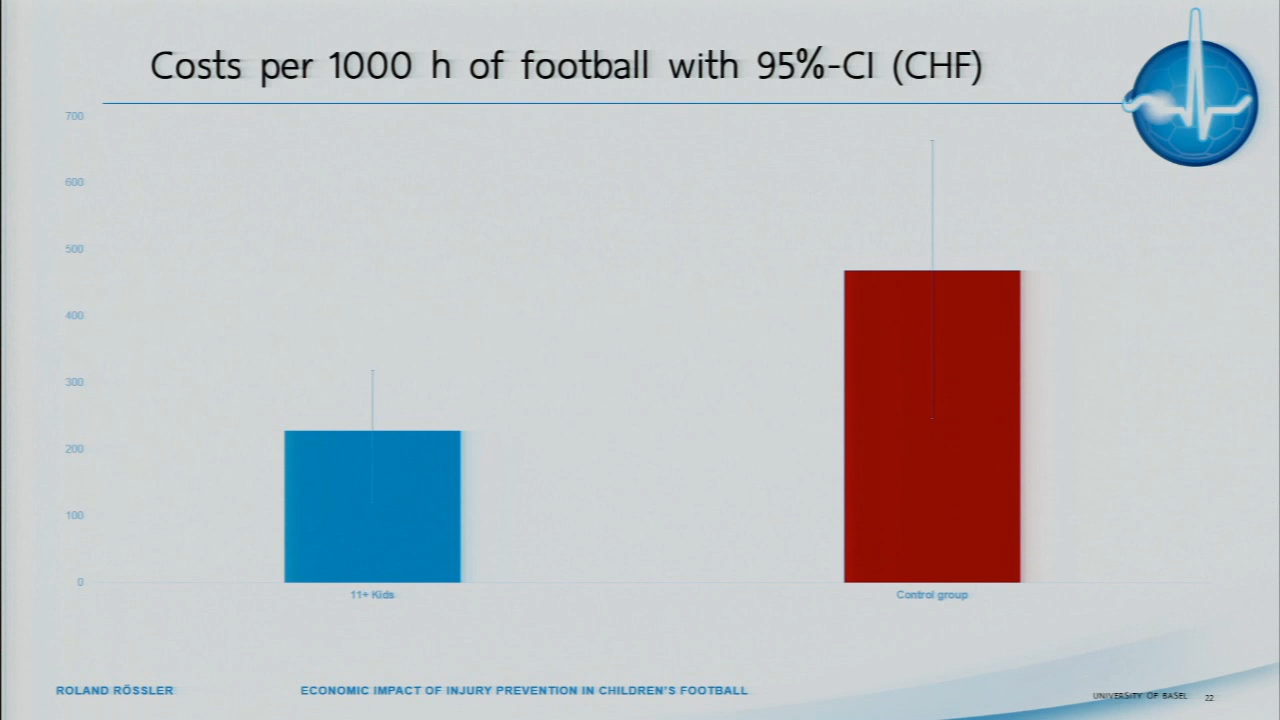 Costs per 1000 h of football with 95%-CI (CHF)
700
600
500
400
300
200
100
0
11+ Kids
Control group
ROLAND RÖSSLER
ECONOMIC IMPACT OF INJURY PREVENTION IN CHILDREN'S FOOTBALL
UNIVERSITY OF BASEL
22